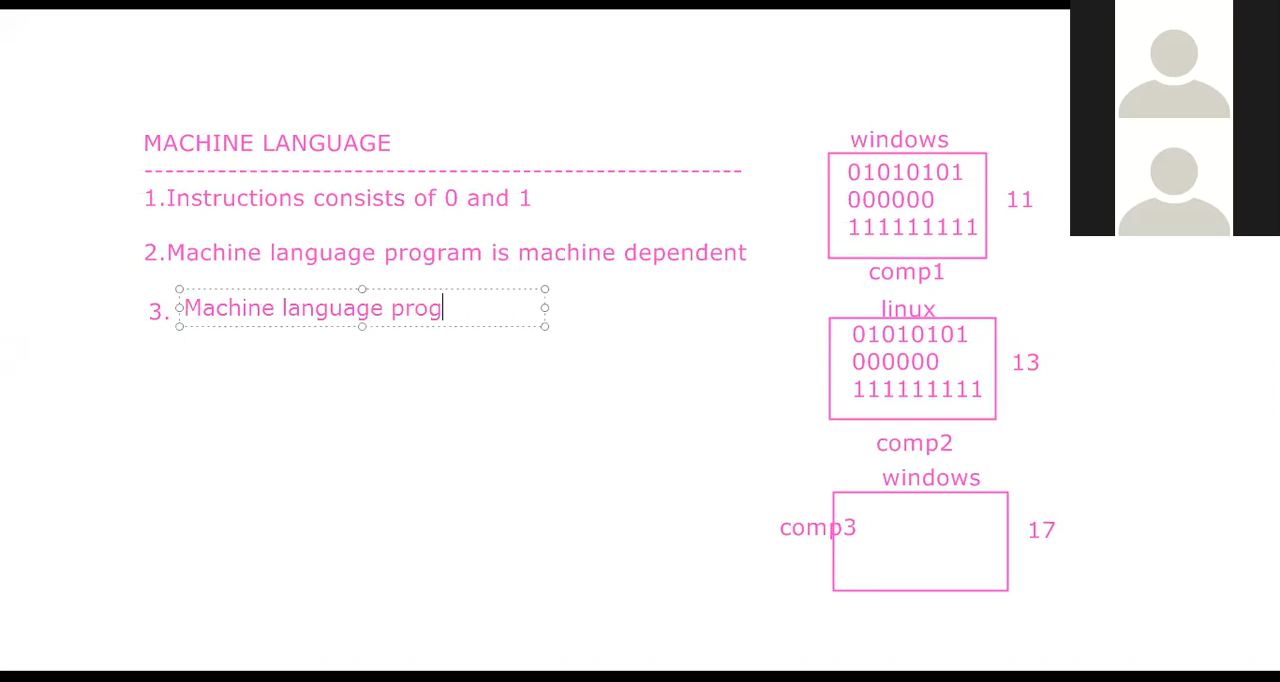 MACHINE LANGUAGE
---------------------------------------------------------
1.Instructions consists of 0 and 1
2.Machine language program is machine dependent
3. Machine language prog
windows
01010101
000000
111111111
11
comp1
linux
01010101
000000
111111111
13
comp2
windows
comp3
17